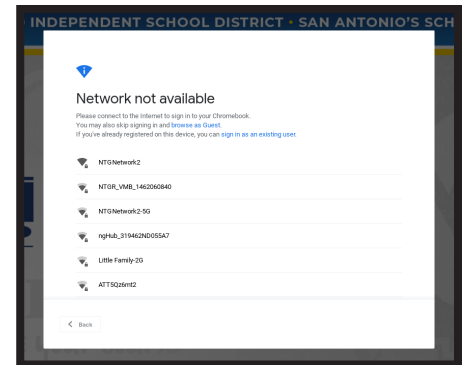 INDEPENDENT SCHOOL DISTRICT • SAN ANTONIO'S SCH
Network not available
Please connect to the Internet to sign in to your Chromebook.
You may also skip signing in and browse as Guest.
If you've already registered on this device, you can sign in as an existing user.
NTGNetwork2
NTGR_VMB_1462060840
NTGNetwork2-5G
ngHub_319462ND055A7
Little Family-2G
ATT5Qz6mt2
Back